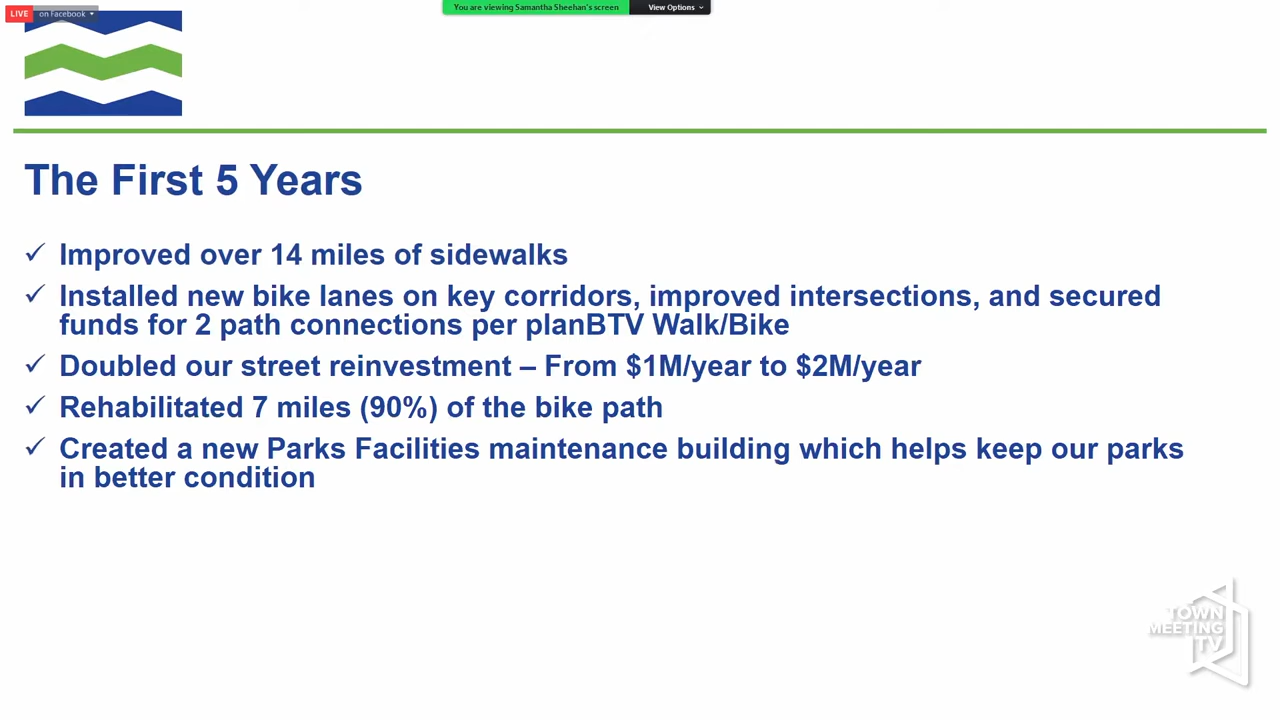 LIVE on Facebook
You are viewing Samantha Sheehan's screen View Options
The First 5 Years
✓ Improved over 14 miles of sidewalks
✓ Installed new bike lanes on key corridors, improved intersections, and secured
funds for 2 path connections per planBTV Walk/Bike
✓ Doubled our street reinvestment – From $1M/year to $2M/year
✓ Rehabilitated 7 miles (90%) of the bike path
✓ Created a new Parks Facilities maintenance building which helps keep our parks
in better condition
TOWN
MEETING
TV